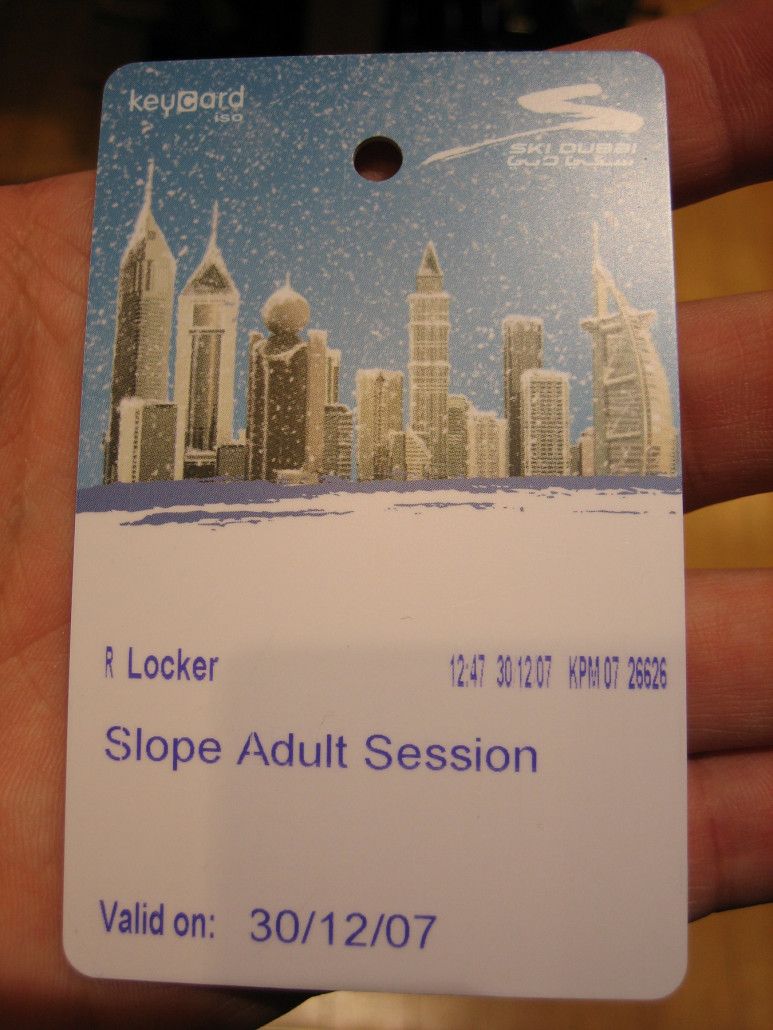 keycard
iso
SKI DUBAI
سكي دبي
R Locker
12:47 30/12/07 KPM 07 26626
Slope Adult Session
Valid on: 30/12/07